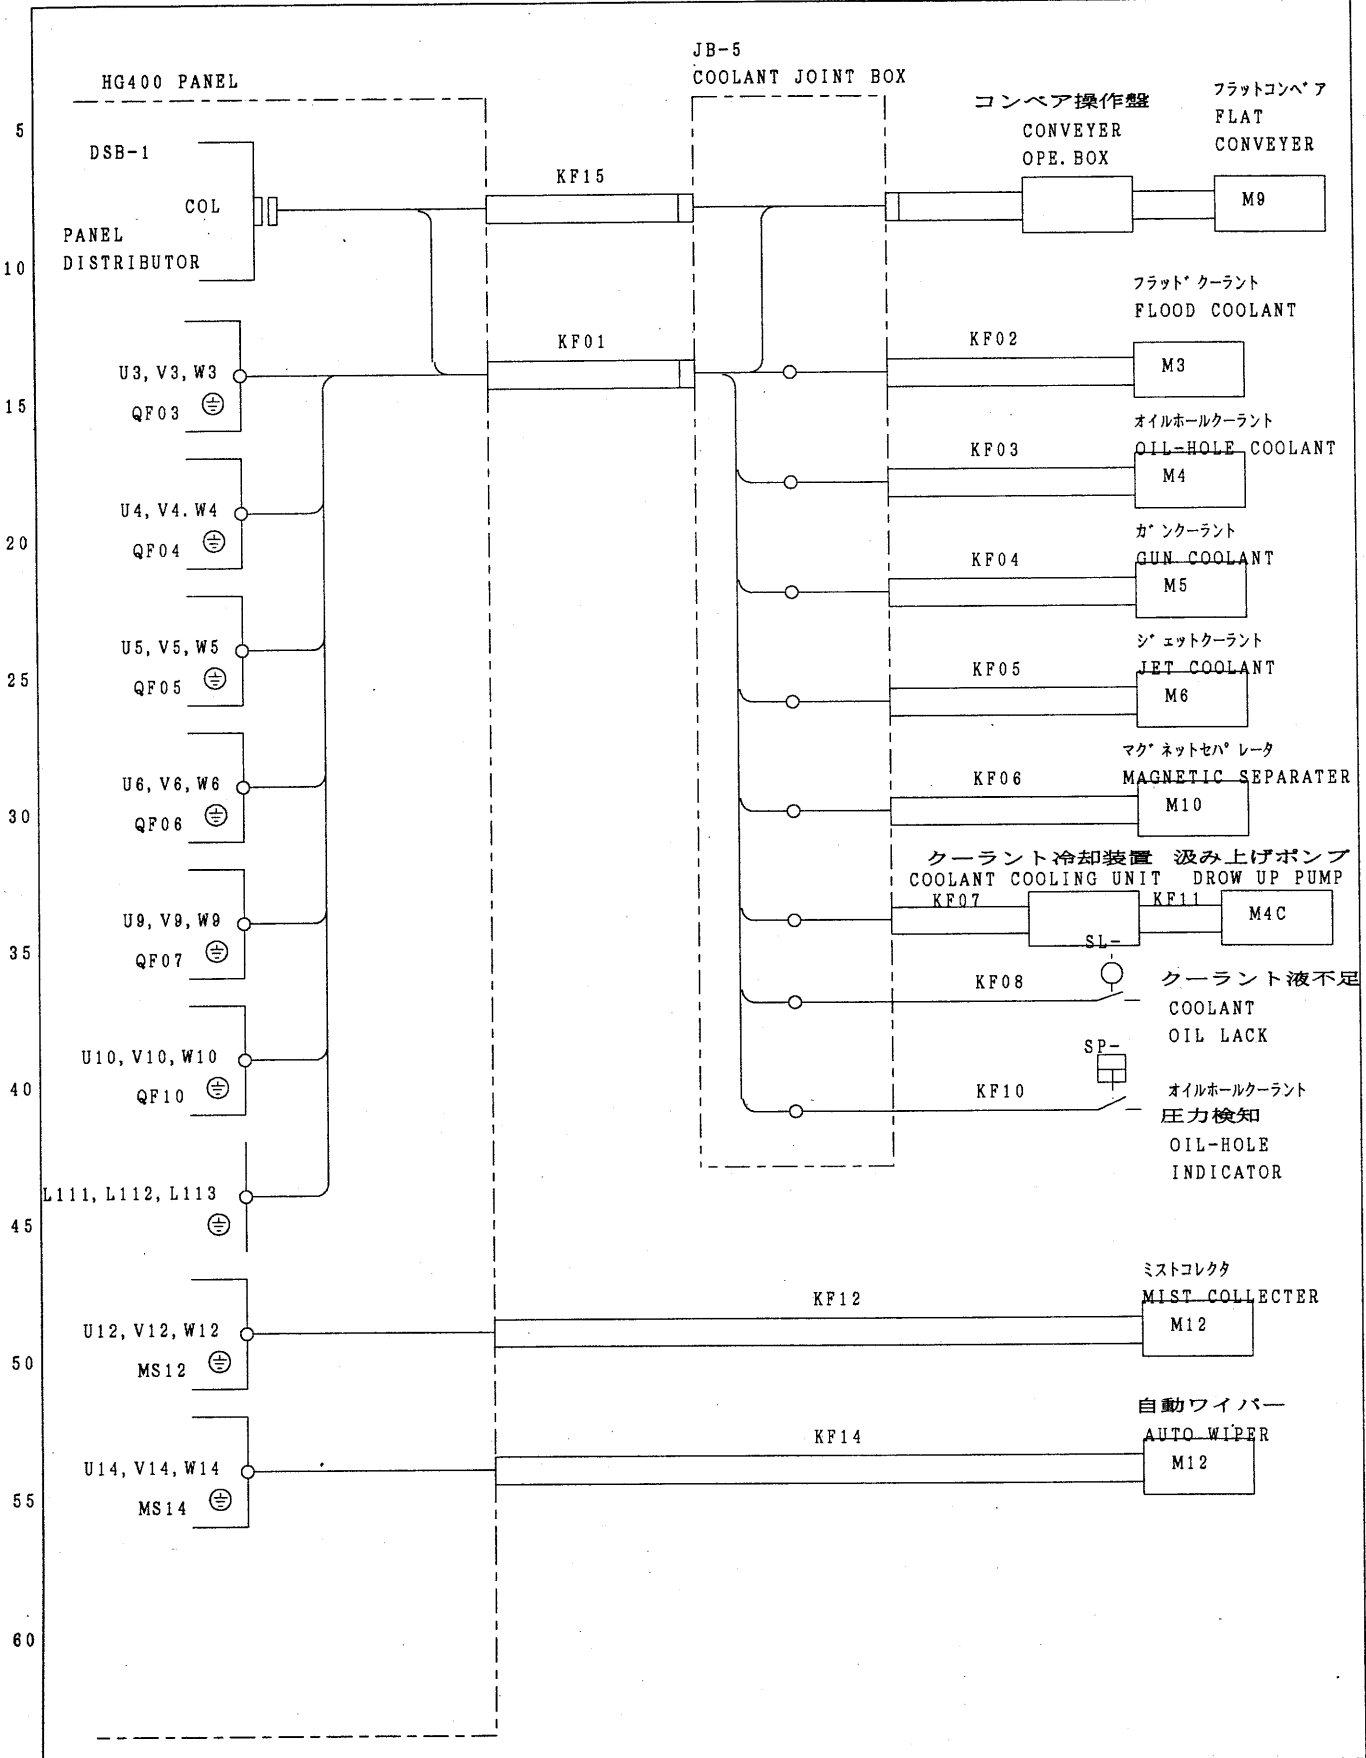 HG400 PANEL
JB-5
COOLANT JOINT BOX
コンベア操作盤
CONVEYER
OPE. BOX
フラットコンベア
FLAT
CONVEYER
5
DSB-1
COL
PANEL
DISTRIBUTOR
KF15
M9
10
フラッドクーラント
FLOOD COOLANT
U3, V3, W3
QF03
KF01
KF02
M3
15
オイルホールクーラント
OIL-HOLE COOLANT
KF03
M4
U4, V4. W4
QF04
20
ガンクーラント
GUN COOLANT
KF04
M5
U5, V5, W5
QF05
25
ジェットクーラント
JET COOLANT
KF05
M6
U6, V6, W6
QF06
30
マグネットセパレータ
MAGNETIC SEPARATER
KF06
M10
クーラント冷却装置 汲み上げポンプ
COOLANT COOLING UNIT DROW UP PUMP
KF07
KF11
M4C
U9, V9, W9
QF07
35
SL-
KF08
クーラント液不足
COOLANT
OIL LACK
U10, V10, W10
QF10
40
SP-
KF10
オイルホールクーラント
圧力検知
OIL-HOLE
INDICATOR
L111, L112, L113
45
ミストコレクタ
MIST COLLECTER
KF12
M12
U12, V12, W12
MS12
50
自動ワイパー
AUTO WIPER
KF14
M12
U14, V14, W14
MS14
55
60